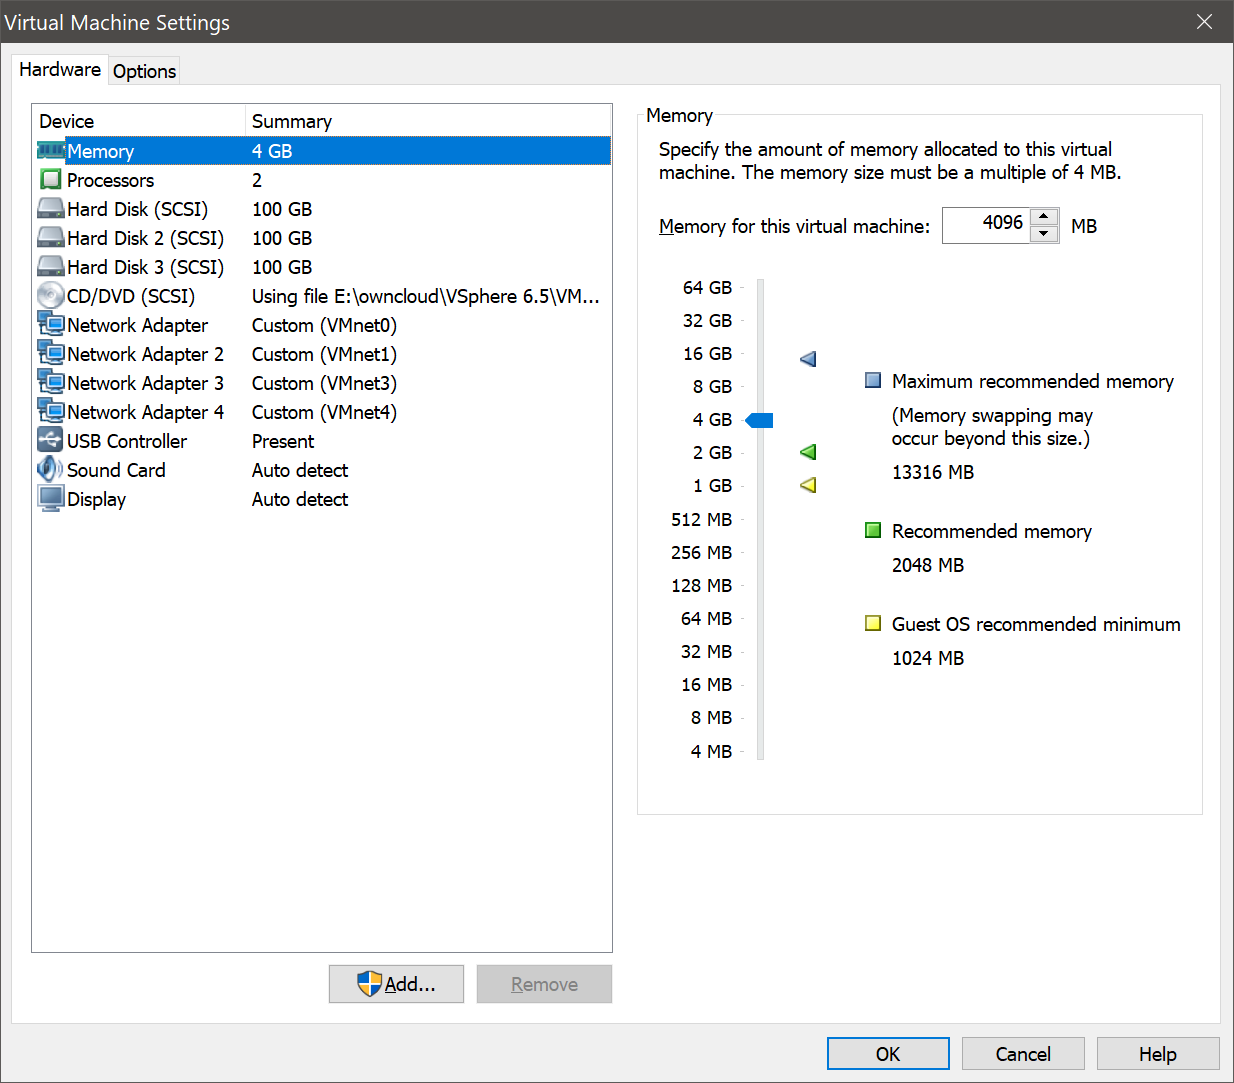 Virtual Machine Settings
Hardware Options
Device Summary
Memory 4 GB
Processors 2
Hard Disk (SCSI) 100 GB
Hard Disk 2 (SCSI) 100 GB
Hard Disk 3 (SCSI) 100 GB
CD/DVD (SCSI) Using file E:\owncloud\VSphere 6.5\VM...
Network Adapter Custom (VMnet0)
Network Adapter 2 Custom (VMnet1)
Network Adapter 3 Custom (VMnet3)
Network Adapter 4 Custom (VMnet4)
USB Controller Present
Sound Card Auto detect
Display Auto detect
Add... Remove
Memory
Specify the amount of memory allocated to this virtual
machine. The memory size must be a multiple of 4 MB.
Memory for this virtual machine: 4096 MB
64 GB
32 GB
16 GB
8 GB
4 GB
2 GB
1 GB
512 MB
256 MB
128 MB
64 MB
32 MB
16 MB
8 MB
4 MB
Maximum recommended memory
(Memory swapping may
occur beyond this size.)
13316 MB
Recommended memory
2048 MB
Guest OS recommended minimum
1024 MB
OK Cancel Help